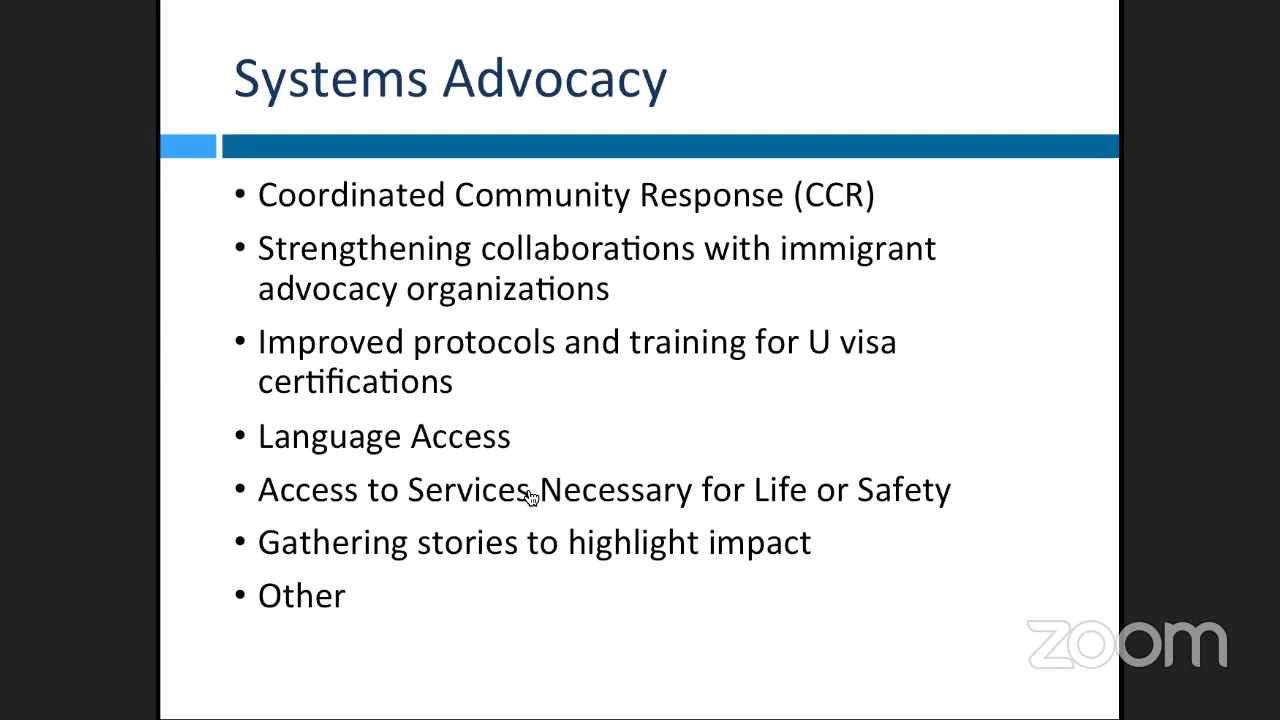 Systems Advocacy
• Coordinated Community Response (CCR)
• Strengthening collaborations with immigrant
advocacy organizations
• Improved protocols and training for U visa
certifications
• Language Access
• Access to Services Necessary for Life or Safety
• Gathering stories to highlight impact
• Other
zoom